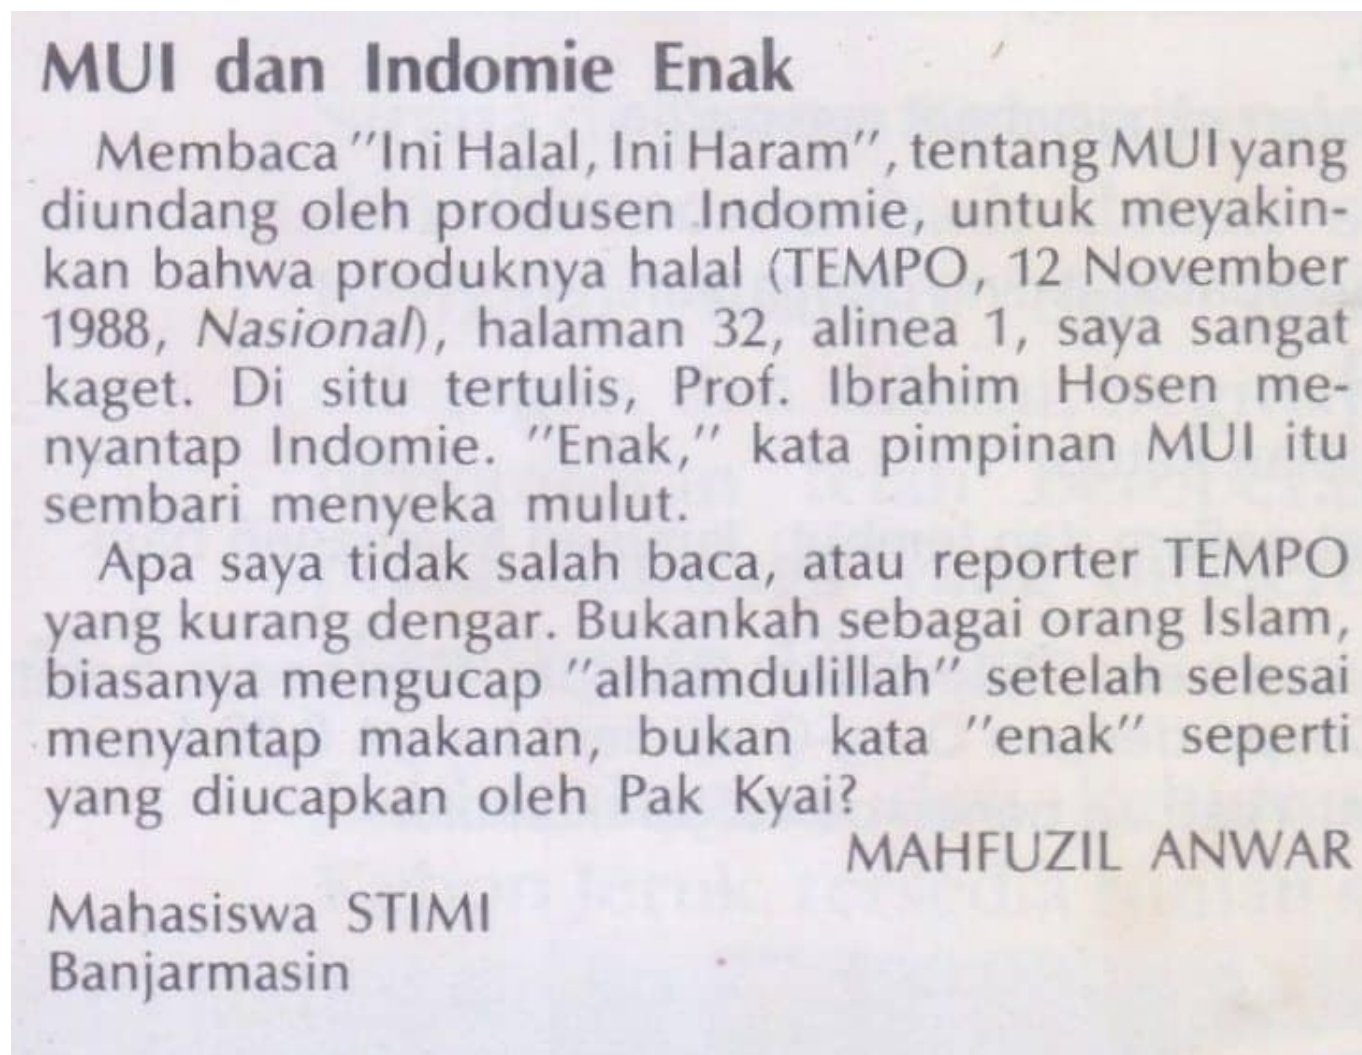 MUI dan Indomie Enak
Membaca "Ini Halal, Ini Haram", tentang MUI yang
diundang oleh produsen Indomie, untuk meyakin-
kan bahwa produknya halal (TEMPO, 12 November
1988, Nasional), halaman 32, alinea 1, saya sangat
kaget. Di situ tertulis, Prof. Ibrahim Hosen me-
nyantap Indomie. "Enak," kata pimpinan MUI itu
sembari menyeka mulut.
Apa saya tidak salah baca, atau reporter TEMPO
yang kurang dengar. Bukankah sebagai orang Islam,
biasanya mengucap "alhamdulillah" setelah selesai
menyantap makanan, bukan kata "enak" seperti
yang diucapkan oleh Pak Kyai?
MAHFUZIL ANWAR
Mahasiswa STIMI
Banjarmasin